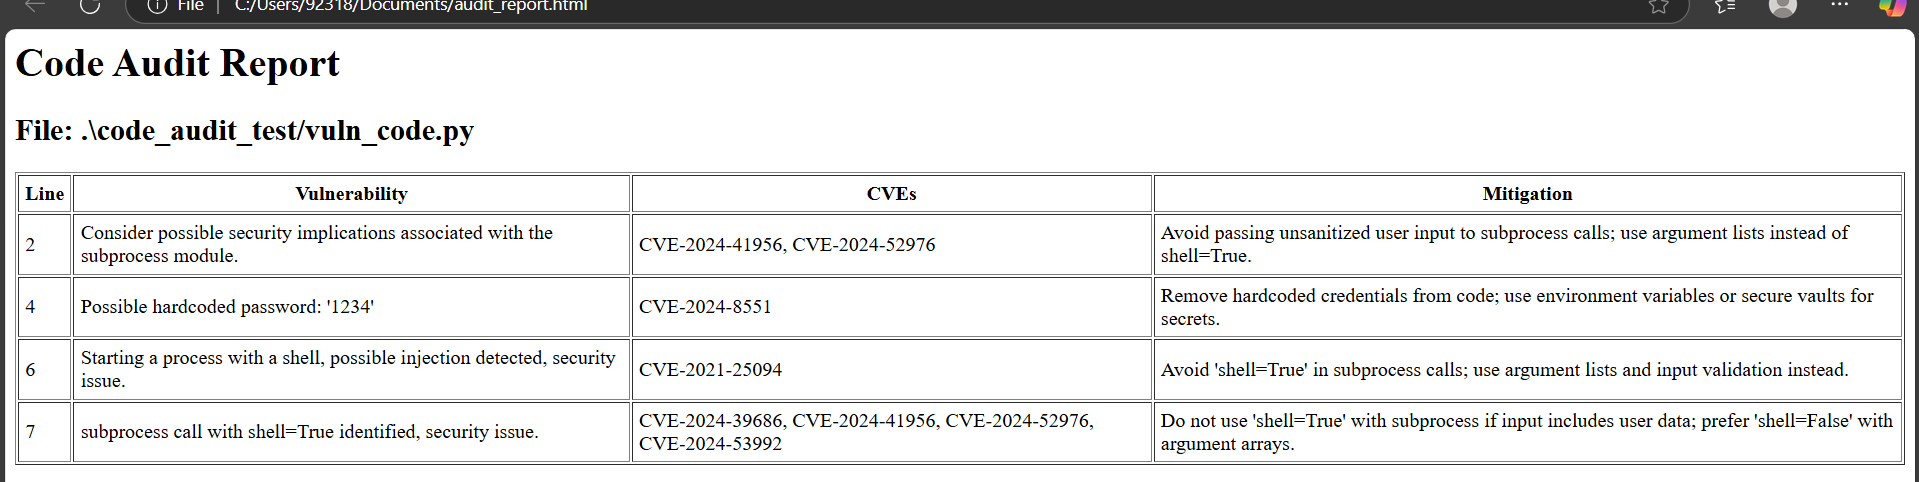 File C:/Users/92318/Documents/audit_report.html
Code Audit Report
File: .\code_audit_test/vuln_code.py
Line Vulnerability CVEs Mitigation
2 Consider possible security implications associated with the subprocess module. CVE-2024-41956, CVE-2024-52976 Avoid passing unsanitized user input to subprocess calls; use argument lists instead of shell=True.
4 Possible hardcoded password: '1234' CVE-2024-8551 Remove hardcoded credentials from code; use environment variables or secure vaults for secrets.
6 Starting a process with a shell, possible injection detected, security issue. CVE-2021-25094 Avoid 'shell=True' in subprocess calls; use argument lists and input validation instead.
7 subprocess call with shell=True identified, security issue. CVE-2024-39686, CVE-2024-41956, CVE-2024-52976, CVE-2024-53992 Do not use 'shell=True' with subprocess if input includes user data; prefer 'shell=False' with argument arrays.